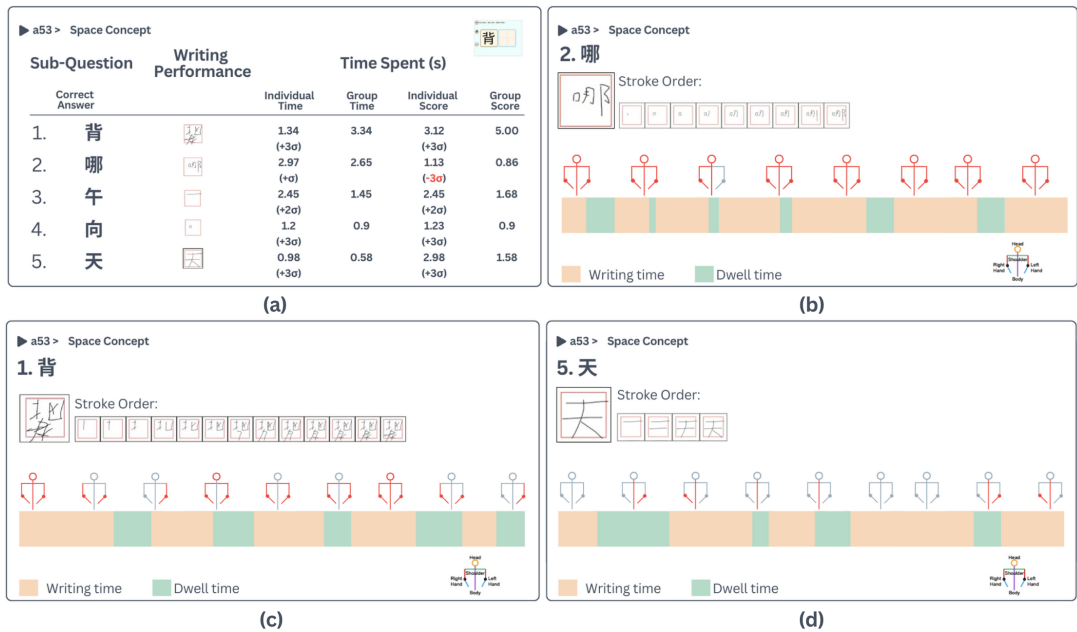 ▶ a53 > Space Concept
背
Sub-Question
Writing Performance
Time Spent (s)
Correct Answer
Individual Time
Group Time
Individual Score
Group Score
1. 背 1.34 (+3σ) 3.34 3.12 (+3σ) 5.00
2. 哪 2.97 (+σ) 2.65 1.13 (-3σ) 0.86
3. 午 2.45 (+2σ) 1.45 2.45 (+2σ) 1.68
4. 向 1.2 (+3σ) 0.9 1.23 (+3σ) 0.9
5. 天 0.98 (+3σ) 0.58 2.98 (+3σ) 1.58
天
(a)
▶ a53 > Space Concept
2. 哪
Stroke Order:
Writing time
Dwell time
Head
Shoulder
Right Hand
Left Hand
Body
(b)
▶ a53 > Space Concept
1. 背
Stroke Order:
Writing time
Dwell time
Head
Shoulder
Right Hand
Left Hand
Body
(c)
▶ a53 > Space Concept
5. 天
天
Stroke Order:
Writing time
Dwell time
Head
Shoulder
Right Hand
Left Hand
Body
(d)